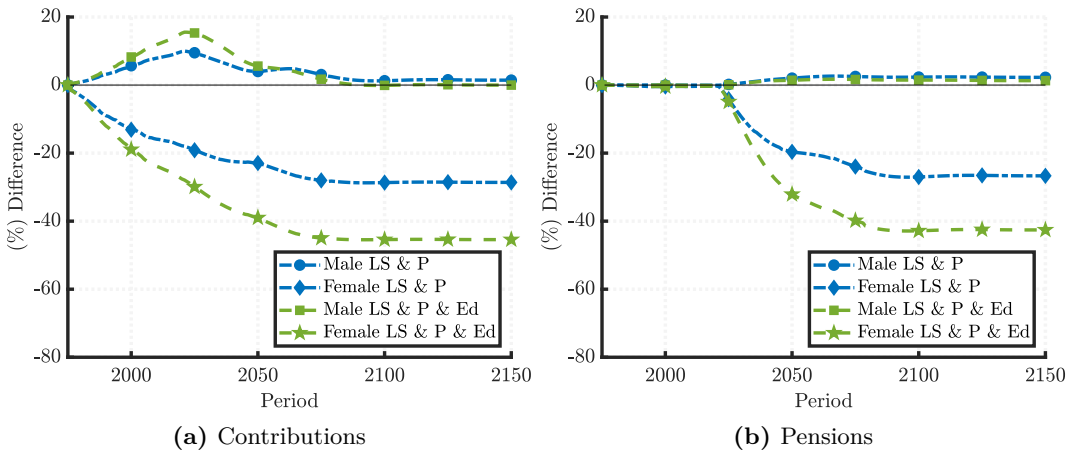 20
0
-20
-40
-60
-80
(%) Difference
2000 2050 2100 2150
Period
Male LS & P
Female LS & P
Male LS & P & Ed
Female LS & P & Ed
(a) Contributions
20
0
-20
-40
-60
-80
(%) Difference
2000 2050 2100 2150
Period
Male LS & P
Female LS & P
Male LS & P & Ed
Female LS & P & Ed
(b) Pensions